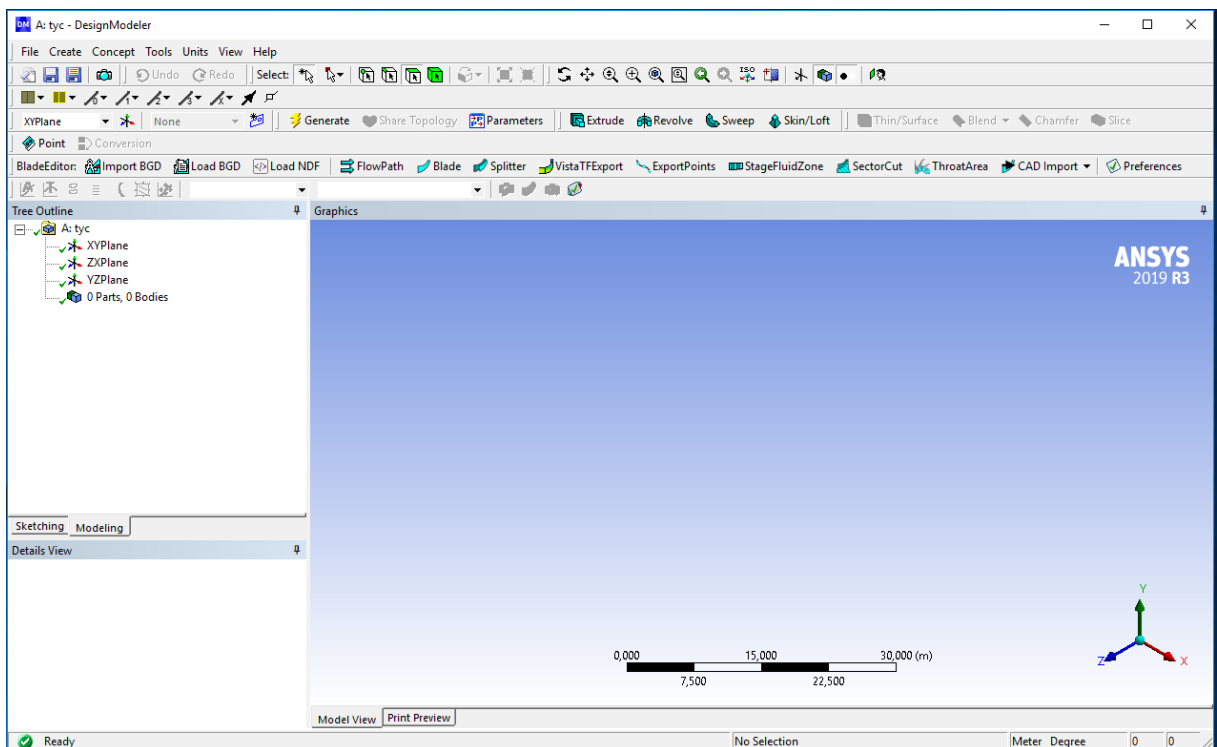 DM A: tyc - DesignModeler
File Create Concept Tools Units View Help
Undo Redo Select: ISO
XYPlane None Generate Share Topology Parameters Extrude Revolve Sweep Skin/Loft Thin/Surface Blend Chamfer Slice
Point Conversion
BladeEditor: Import BGD Load BGD Load NDF FlowPath Blade Splitter VistaTFExport ExportPoints StageFluidZone SectorCut ThroatArea CAD Import Preferences
Tree Outline
Graphics
A: tyc
XYPlane
ZXPlane
YZPlane
0 Parts, 0 Bodies
ANSYS
2019 R3
Sketching Modeling
Details View
Y
Z X
0,000 15,000 30,000 (m)
7,500 22,500
Model View Print Preview
Ready No Selection Meter Degree 0 0